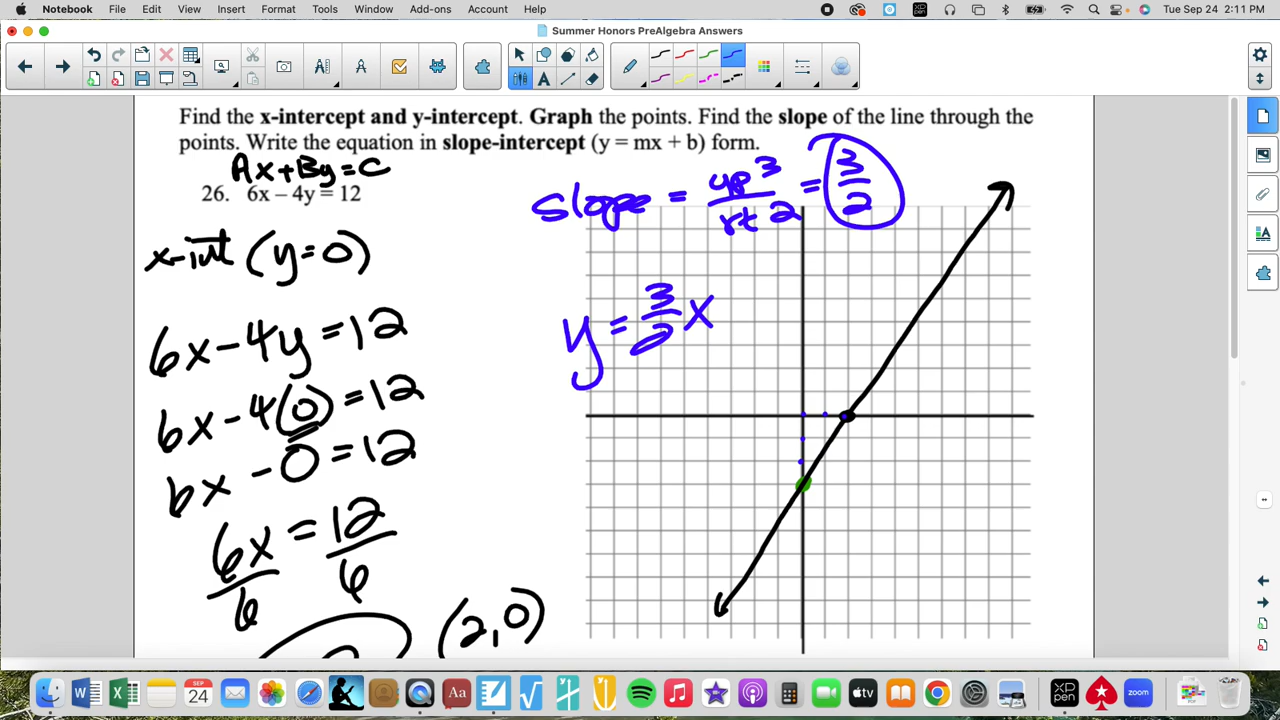 Notebook File Edit View Insert Format Tools Window Add-ons Account Help Tue Sep 24 2:11 PM
Summer Honors PreAlgebra Answers
Find the x-intercept and y-intercept. Graph the points. Find the slope of the line through the
points. Write the equation in slope-intercept (y = mx + b) form.
Ax+By=C
26. 6x – 4y = 12
slope = up 3 / rt 2 = 3/2
x-int (y=0)
y = 3/2 x
6x-4y=12
6x-4(0)=12
6x-0=12
6x/6 = 12/6
(2,0)
SEP
24
Aa
zoom